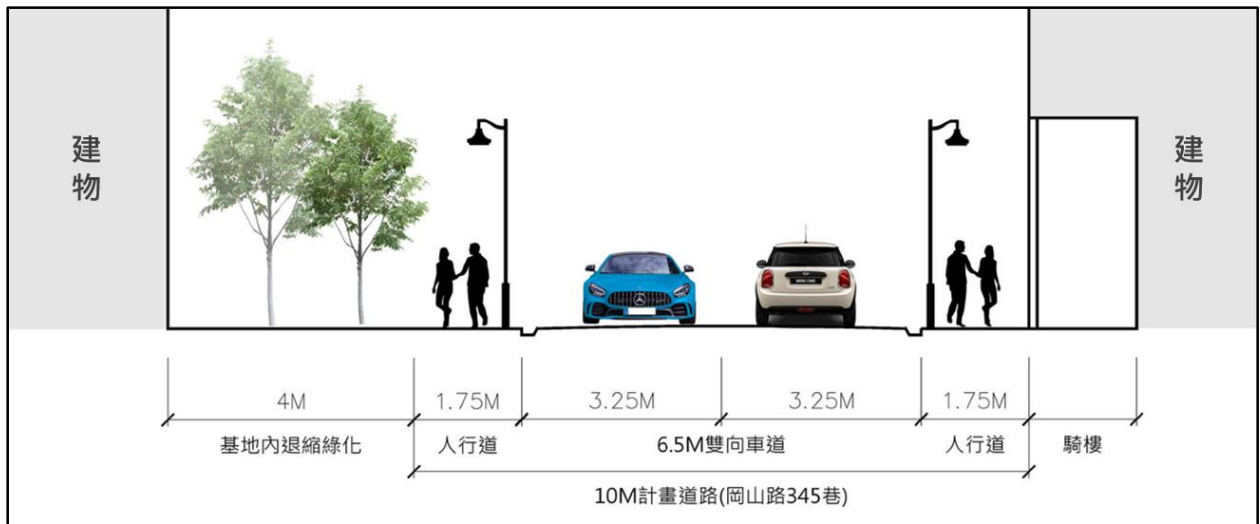 建物
建物
MINI ONE
4M
1.75M
3.25M
3.25M
1.75M
基地內退縮綠化
人行道
6.5M雙向車道
人行道
騎樓
10M計畫道路(岡山路345巷)